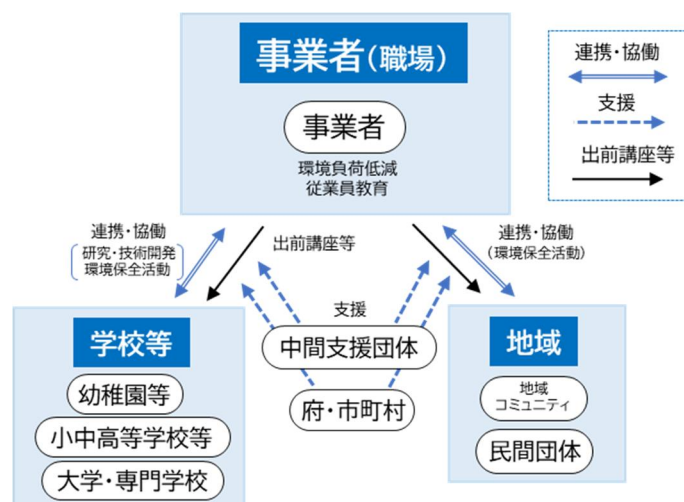 事業者(職場)
事業者
環境負荷低減
従業員教育
連携・協働
支援
出前講座等
連携・協働
研究・技術開発
環境保全活動
出前講座等
連携・協働
(環境保全活動)
支援
中間支援団体
府・市町村
学校等
幼稚園等
小中高等学校等
大学・専門学校
地域
地域
コミュニティ
民間団体